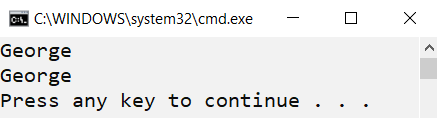 C:\WINDOWS\system32\cmd.exe
George
George
Press any key to continue . . .